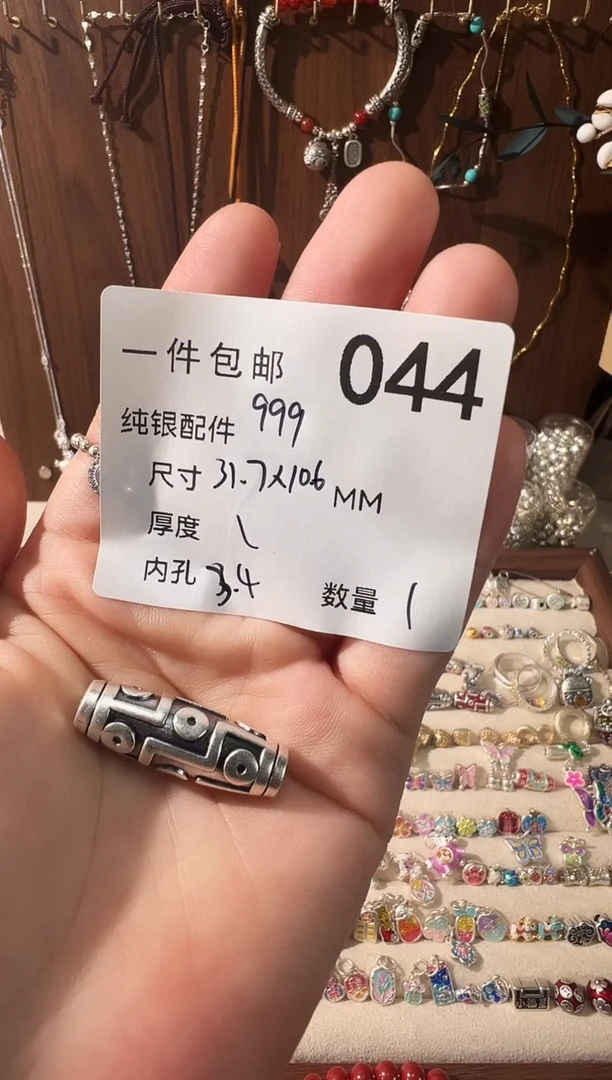 一件包邮 044
纯银配件 999
尺寸 31.7x10.6 MM
厚度 \
内孔 3.4 数量 1